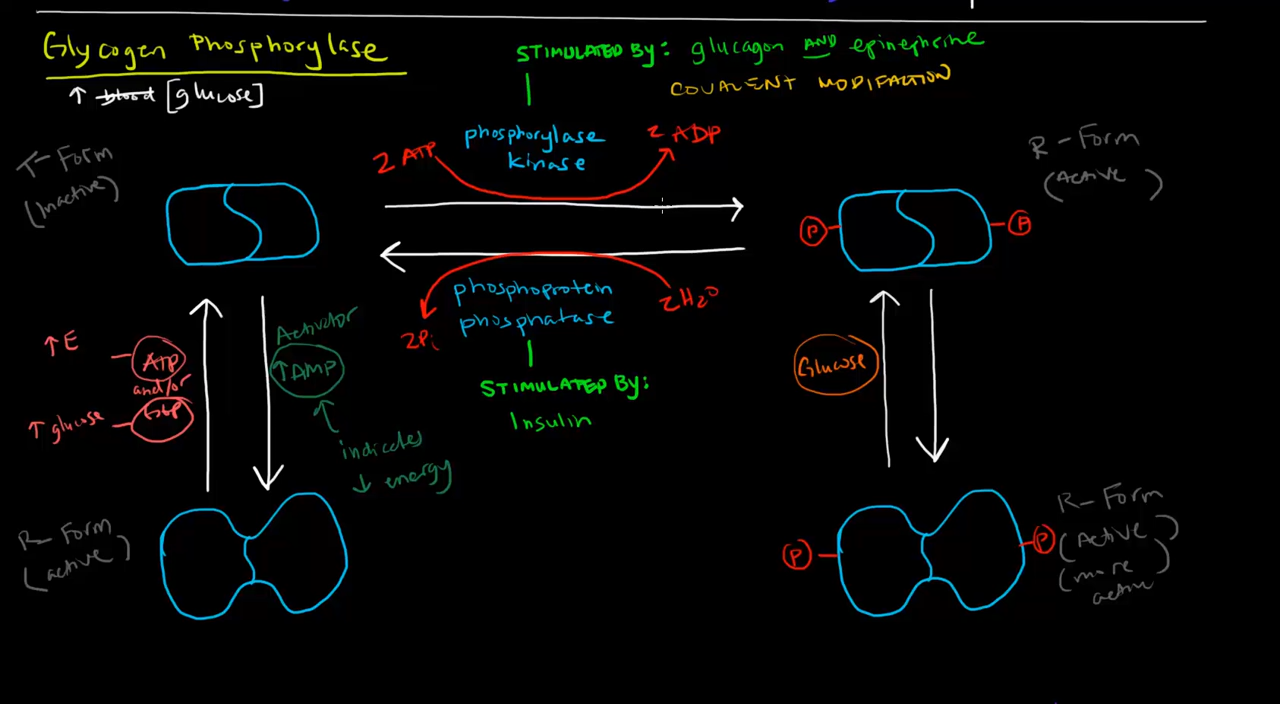 Glycogen Phosphorylase
↑ blood [glucose]
STIMULATED BY: glucagon AND epinephrine
COVALENT MODIFACTION
T-Form
(Inactive)
2 ATP
phosphorylase
kinase
2 ADP
R-Form
(Active)
P
P
phosphoprotein
phosphatase
2Pi
2H2O
STIMULATED By:
Insulin
↑E
ATP
and/or
G6P
↑ glucose
Activator
↑AMP
indicates
↓ energy
Glucose
R-Form
(active)
P
P
R-Form
(Active)
(more
active